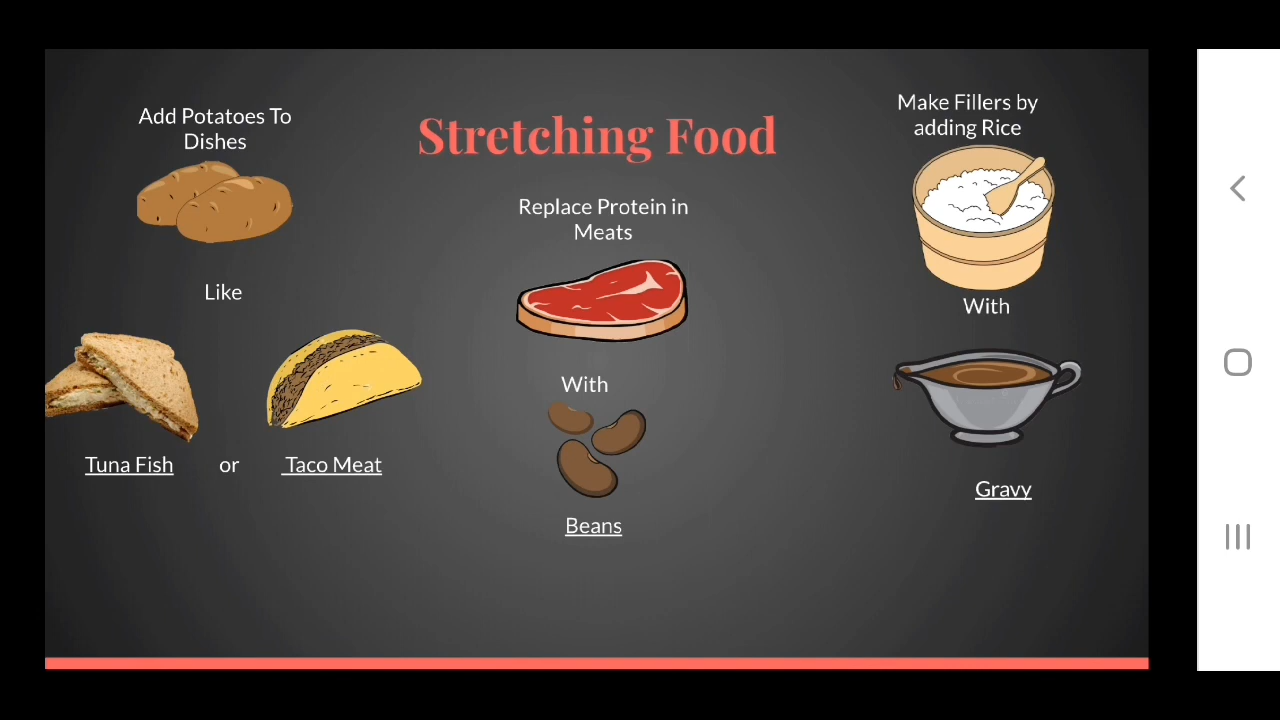 Stretching Food
Add Potatoes To
Dishes
Like
Tuna Fish or Taco Meat
Replace Protein in
Meats
With
Beans
Make Fillers by
adding Rice
With
Gravy